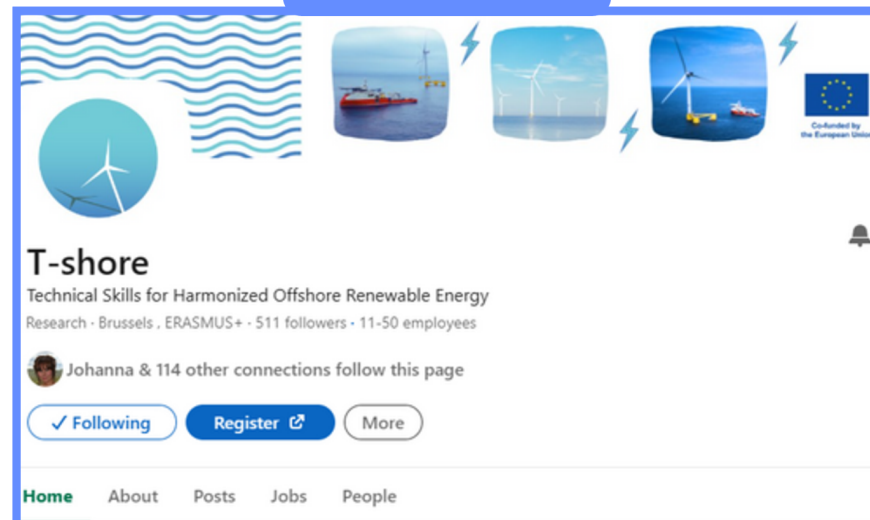 Co-funded by
the European Union
T-shore
Technical Skills for Harmonized Offshore Renewable Energy
Research · Brussels , ERASMUS+ · 511 followers · 11-50 employees
Johanna & 114 other connections follow this page
✓ Following Register More
Home About Posts Jobs People